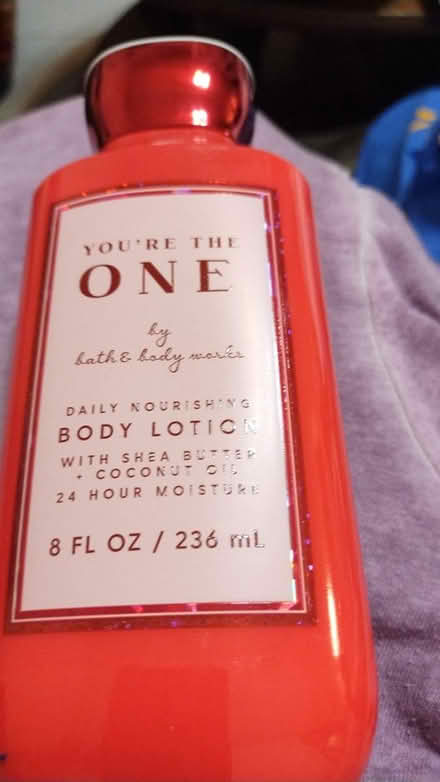 YOU'RE THE
ONE
by
bath & body works
DAILY NOURISHING
BODY LOTION
WITH SHEA BUTTER
+ COCONUT OIL
24 HOUR MOISTURE
8 FL OZ / 236 mL